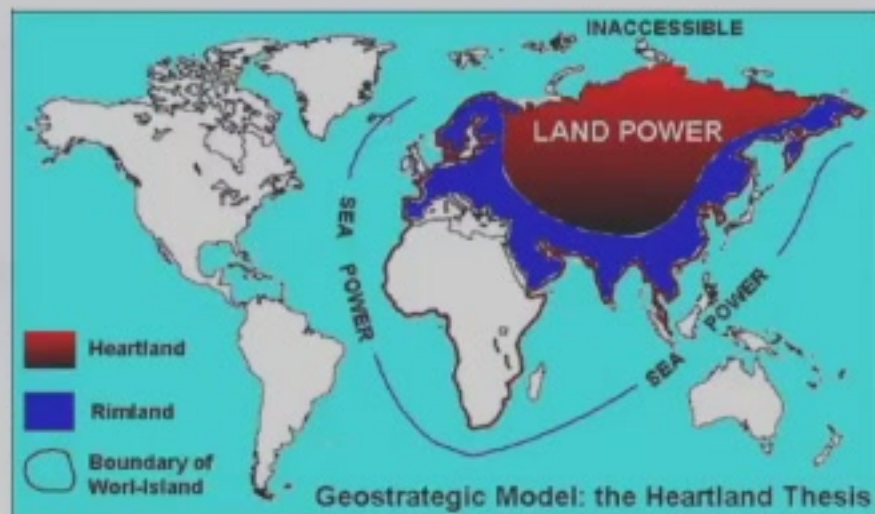 INACCESSIBLE
LAND POWER
SEA POWER
SEA POWER
Heartland
Rimland
Boundary of
Worl-Island
Geostrategic Model: the Heartland Thesis